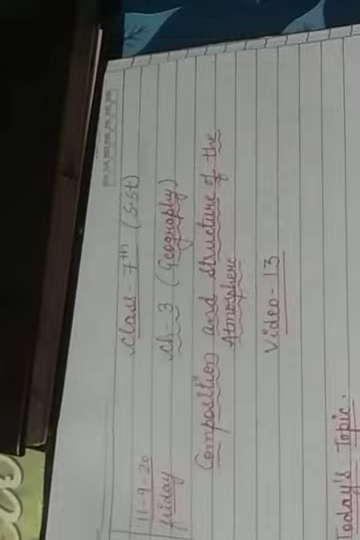 11-9-20
Friday
Class - 7th (S.St)
Ch - 3 (Geography)
Composition and structure of the
Atmosphere
Video - 13
Today's Topic.